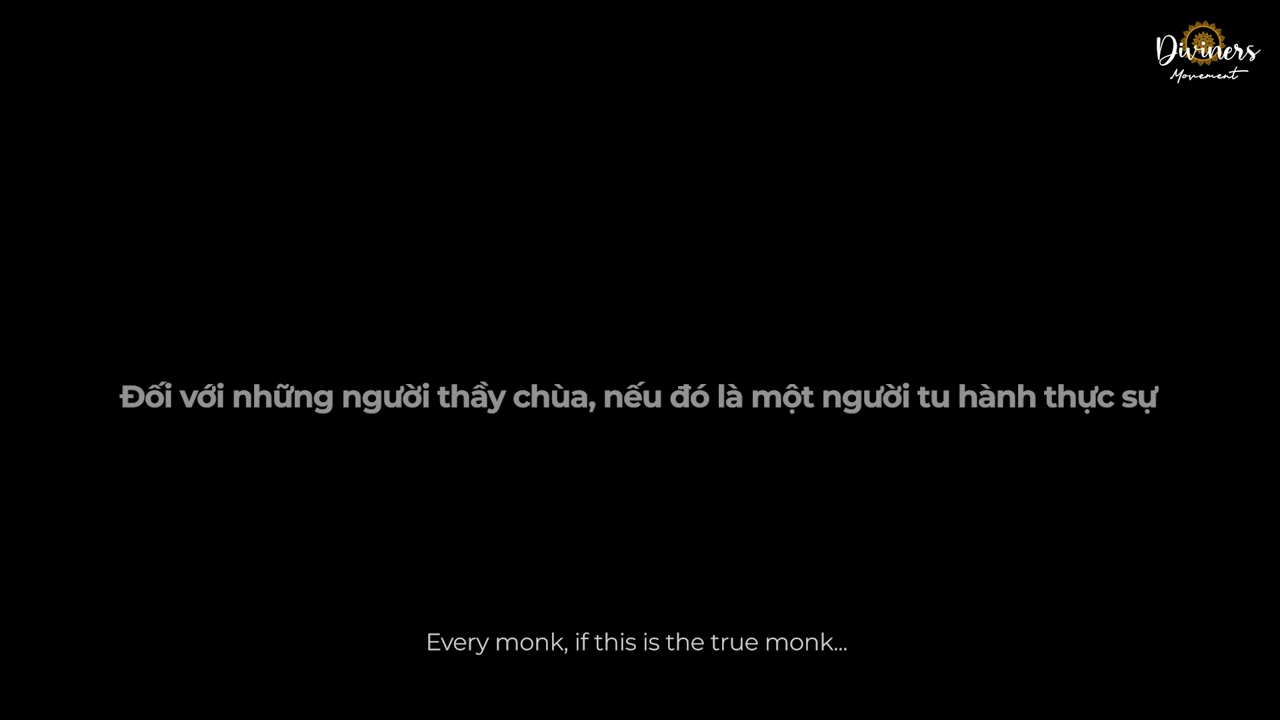 Diviners
Movement
Đối với những người thầy chùa, nếu đó là một người tu hành thực sự
Every monk, if this is the true monk...